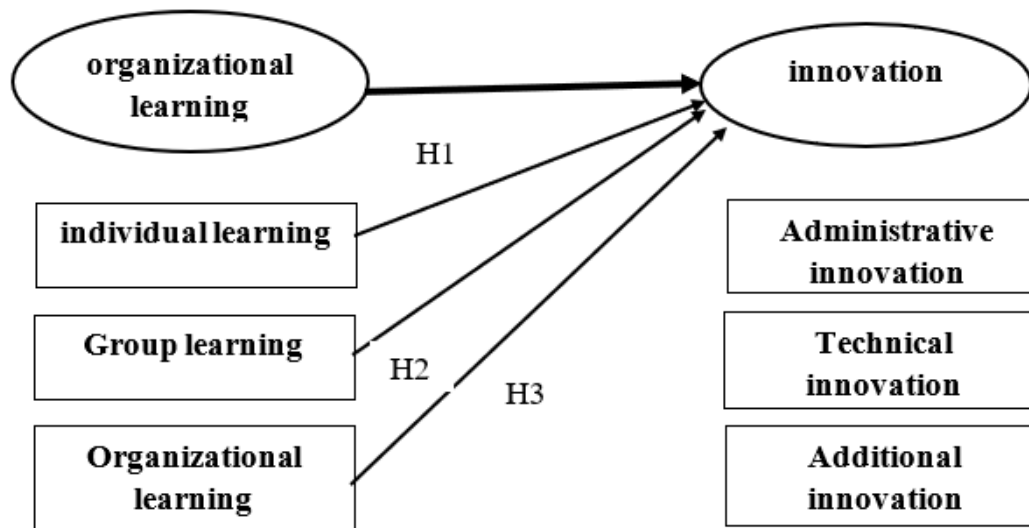 organizational
learning
innovation
H1
individual learning
Administrative
innovation
Group learning
H2
Technical
innovation
H3
Organizational
learning
Additional
innovation